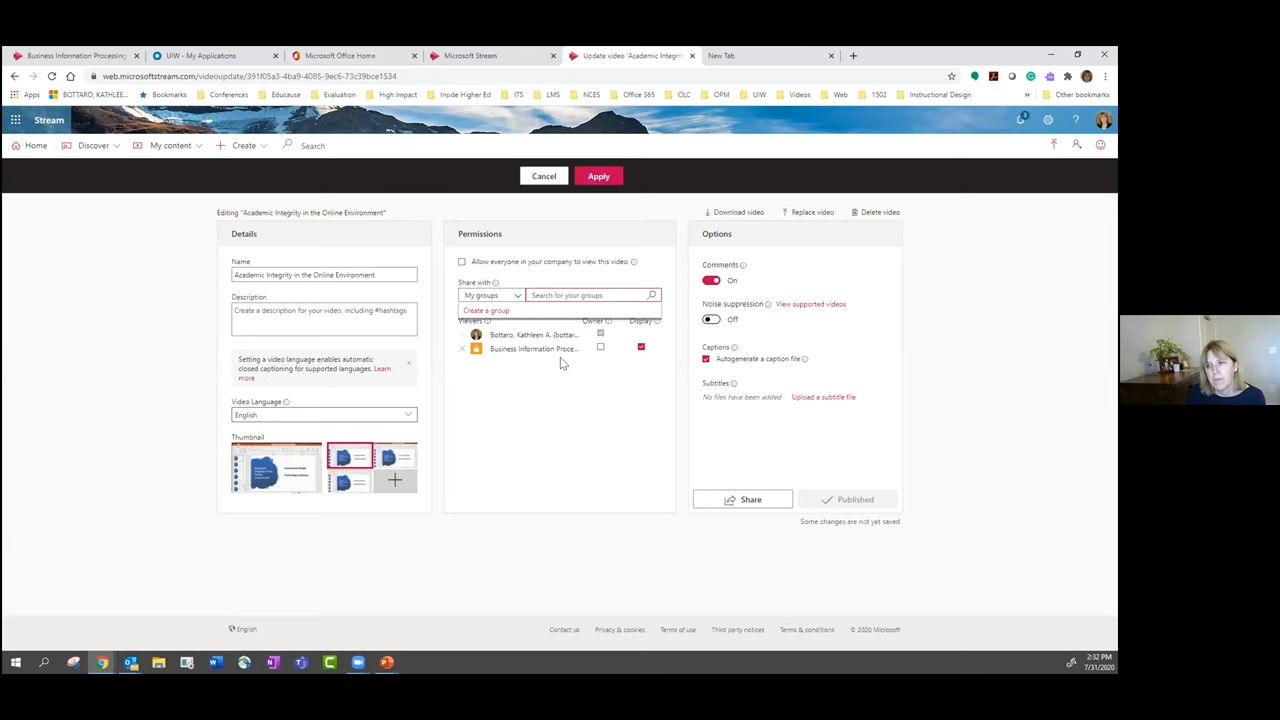 Business Information Processing
UIW - My Applications
Microsoft Office Home
Microsoft Stream
Update video 'Academic Integrity
New Tab
web.microsoftstream.com/videoupdate/391f05a3-4ba9-4085-9ec6-73c39bce1534
Apps
BOTTARO, KATHLEE...
Bookmarks
Conferences
Educause
Evaluation
High Impact
Inside Higher Ed
ITS
LMS
NCES
Office 365
OLC
OPM
UIW
Videos
Web
1502
Instructional Design
»
Other bookmarks
Stream
Home
Discover
My content
Create
Search
Cancel
Apply
Editing "Academic Integrity in the Online Environment"
Download video
Replace video
Delete video
Details
Name
Academic Integrity in the Online Environment
Description
Create a description for your video, including #hashtags
Setting a video language enables automatic
closed captioning for supported languages. Learn
more
Video Language
English
Thumbnail
Permissions
Allow everyone in your company to view this video
Share with
My groups
Search for your groups
Create a group
Viewers
Owner
Display
Bottaro, Kathleen A. (bottar...
Business Information Proce...
Options
Comments
On
Noise suppression
View supported videos
Off
Captions
Autogenerate a caption file
Subtitles
No files have been added
Upload a subtitle file
Share
Published
Some changes are not yet saved
English
Contact us
Privacy & cookies
Terms of use
Third party notices
Terms & conditions
© 2020 Microsoft
2:32 PM
7/31/2020